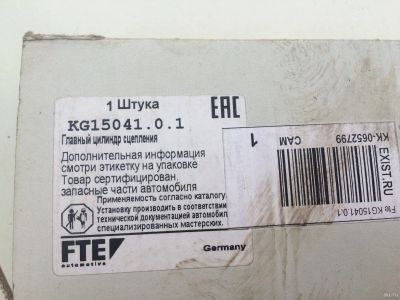 1 Штука
KG15041.0.1
Главный цилиндр сцепления
Дополнительная информация
смотри этикетку на упаковке
Товар сертифицирован.
запасные части автомобиля
Применяемость согласно каталогу.
Установку производить в соответствии
технической документацией автомобил
специализированных мастерских.
FTE
automotive
Germany
EAC
1
CAM
KK-0652799
EXIST.RU
Fte KG15041.0.1